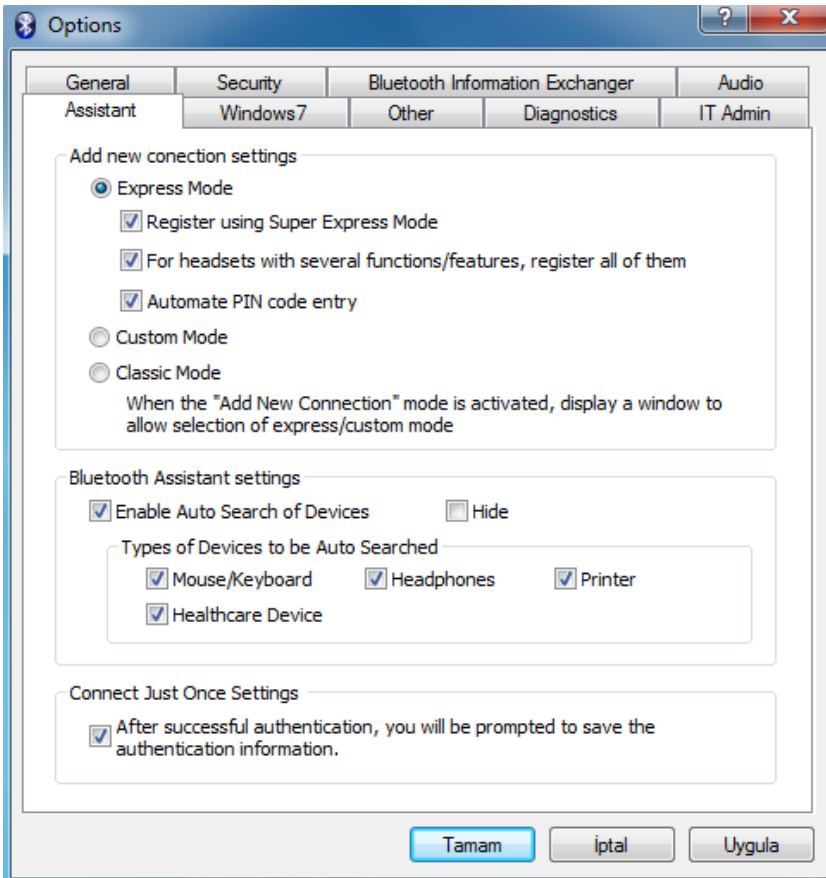 Options
General Security Bluetooth Information Exchanger Audio
Assistant Windows7 Other Diagnostics IT Admin
Add new conection settings
Express Mode
Register using Super Express Mode
For headsets with several functions/features, register all of them
Automate PIN code entry
Custom Mode
Classic Mode
When the "Add New Connection" mode is activated, display a window to
allow selection of express/custom mode
Bluetooth Assistant settings
Enable Auto Search of Devices Hide
Types of Devices to be Auto Searched
Mouse/Keyboard Headphones Printer
Healthcare Device
Connect Just Once Settings
After successful authentication, you will be prompted to save the
authentication information.
Tamam İptal Uygula